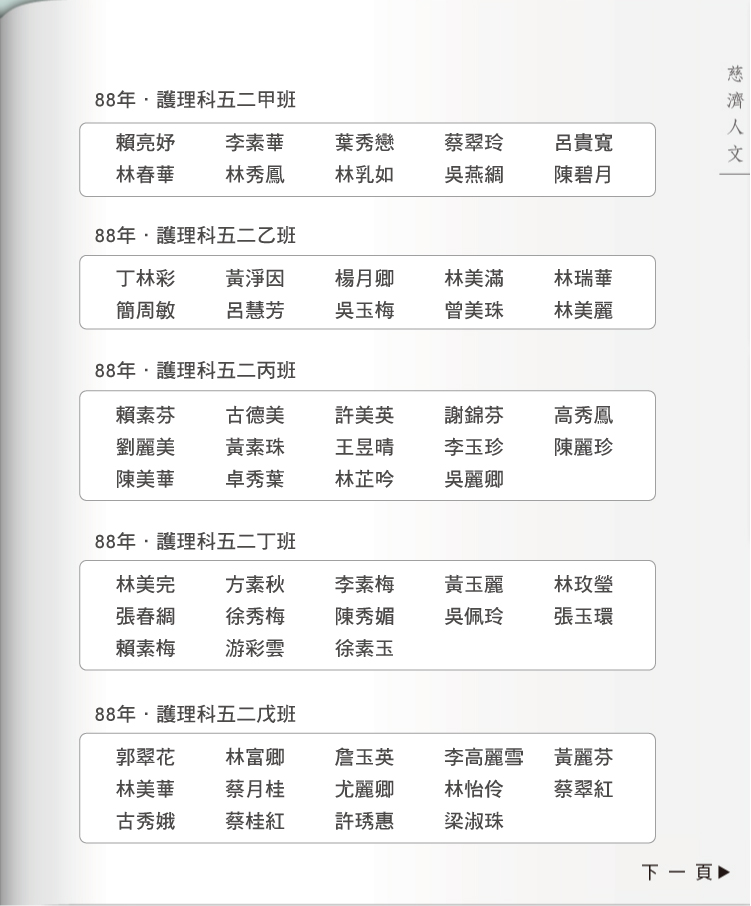 慈濟人文
88年．護理科五二甲班
賴亮妤 李素華 葉秀戀 蔡翠玲 呂貴寬
林春華 林秀鳳 林乳如 吳燕綢 陳碧月
88年．護理科五二乙班
丁林彩 黃淨因 楊月卿 林美滿 林瑞華
簡周敏 呂慧芳 吳玉梅 曾美珠 林美麗
88年．護理科五二丙班
賴素芬 古德美 許美英 謝錦芬 高秀鳳
劉麗美 黃素珠 王昱晴 李玉珍 陳麗珍
陳美華 卓秀葉 林芷吟 吳麗卿
88年．護理科五二丁班
林美完 方素秋 李素梅 黃玉麗 林玫瑩
張春綢 徐秀梅 陳秀媚 吳佩玲 張玉環
賴素梅 游彩雲 徐素玉
88年．護理科五二戊班
郭翠花 林富卿 詹玉英 李高麗雪 黃麗芬
林美華 蔡月桂 尤麗卿 林怡伶 蔡翠紅
古秀娥 蔡桂紅 許琇惠 梁淑珠
下一頁▶